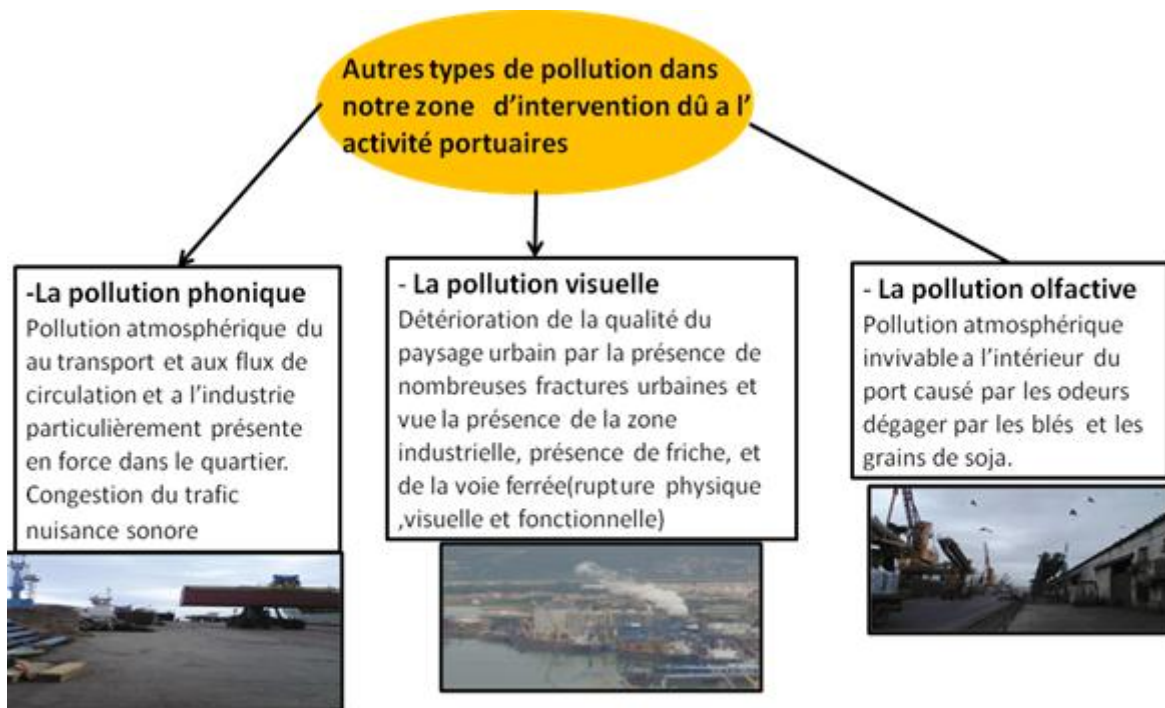 Autres types de pollution dans
notre zone d'intervention dû a l'
activité portuaires
-La pollution phonique
Pollution atmosphérique du
au transport et aux flux de
circulation et a l'industrie
particulièrement présente
en force dans le quartier.
Congestion du trafic
nuisance sonore
- La pollution visuelle
Détérioration de la qualité du
paysage urbain par la présence de
nombreuses fractures urbaines et
vue la présence de la zone
industrielle, présence de friche, et
de la voie ferrée(rupture physique
,visuelle et fonctionnelle)
- La pollution olfactive
Pollution atmosphérique
invivable a l'intérieur du
port causé par les odeurs
dégager par les blés et les
grains de soja.